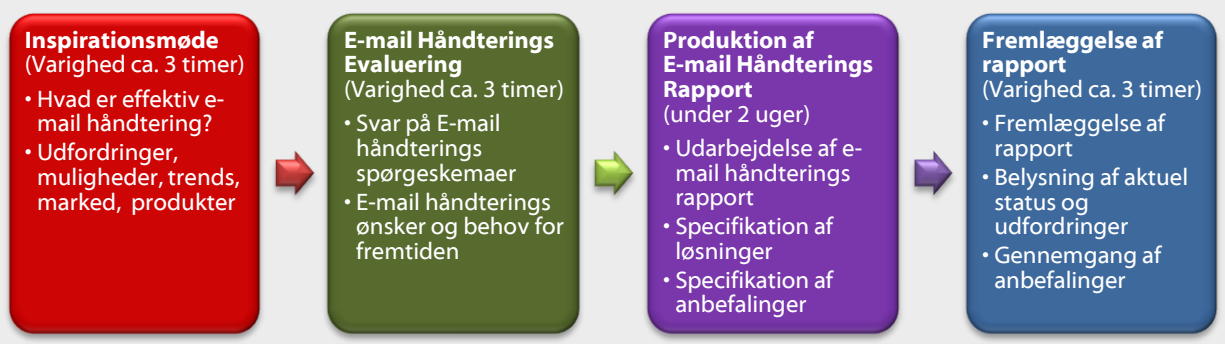 Inspirationsmøde
(Varighed ca. 3 timer)
• Hvad er effektiv e-
mail håndtering?
• Udfordringer,
muligheder, trends,
marked, produkter
E-mail Håndterings
Evaluering
(Varighed ca. 3 timer)
• Svar på E-mail
håndterings
spørgeskemaer
• E-mail håndterings
ønsker og behov for
fremtiden
Produktion af
E-mail Håndterings
Rapport
(under 2 uger)
• Udarbejdelse af e-
mail håndterings
rapport
• Specifikation af
løsninger
• Specifikation af
anbefalinger
Fremlæggelse af
rapport
(Varighed ca. 3 timer)
• Fremlæggelse af
rapport
• Belysning af aktuel
status og
udfordringer
• Gennemgang af
anbefalinger